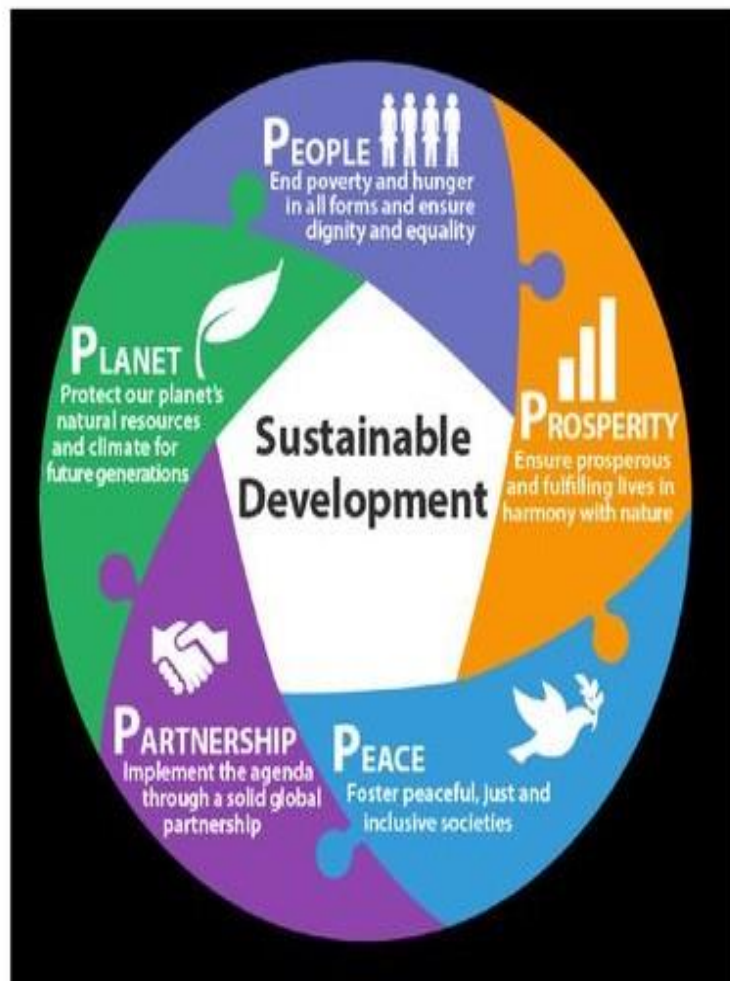 PEOPLE
End poverty and hunger
in all forms and ensure
dignity and equality
PROSPERITY
Ensure prosperous
and fulfilling lives in
harmony with nature
PEACE
Foster peaceful, just and
inclusive societies
PARTNERSHIP
Implement the agenda
through a solid global
partnership
PLANET
Protect our planet's
natural resources
and climate for
future generations
Sustainable
Development